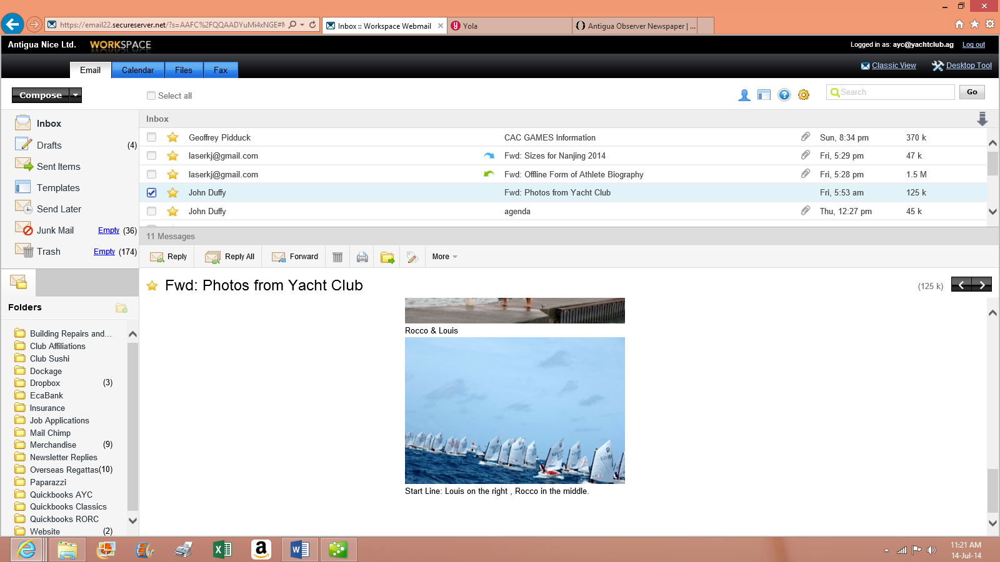 https://email22.secureserver.net/?s=AAFC%2FQQAADYuMi4xNGE#I
Inbox :: Workspace Webmail
Yola
Antigua Observer Newspaper | ...
Antigua Nice Ltd.
WORKSPACE
Logged in as: ayc@yachtclub.ag
Log out
Email
Calendar
Files
Fax
Classic View
Desktop Tool
Compose
Select all
Search
Go
Inbox
Drafts (4)
Sent Items
Templates
Send Later
Junk Mail Empty (36)
Trash Empty (174)
Folders
Building Repairs and...
Club Affiliations
Club Sushi
Dockage
Dropbox (3)
EcaBank
Insurance
Job Applications
Mail Chimp
Merchandise (9)
Newsletter Replies
Overseas Regattas(10)
Paparazzi
Quickbooks AYC
Quickbooks Classics
Quickbooks RORC
Website (2)
Inbox
Geoffrey Pidduck CAC GAMES Information Sun, 8:34 pm 370 k
laserkj@gmail.com Fwd: Sizes for Nanjing 2014 Fri, 5:29 pm 47 k
laserkj@gmail.com Fwd: Offline Form of Athlete Biography Fri, 5:28 pm 1.5 M
John Duffy Fwd: Photos from Yacht Club Fri, 5:53 am 125 k
John Duffy agenda Thu, 12:27 pm 45 k
11 Messages
Reply
Reply All
Forward
More
Fwd: Photos from Yacht Club
(125 k)
Rocco & Louis
Start Line: Louis on the right , Rocco in the middle.
11:21 AM
14-Jul-14